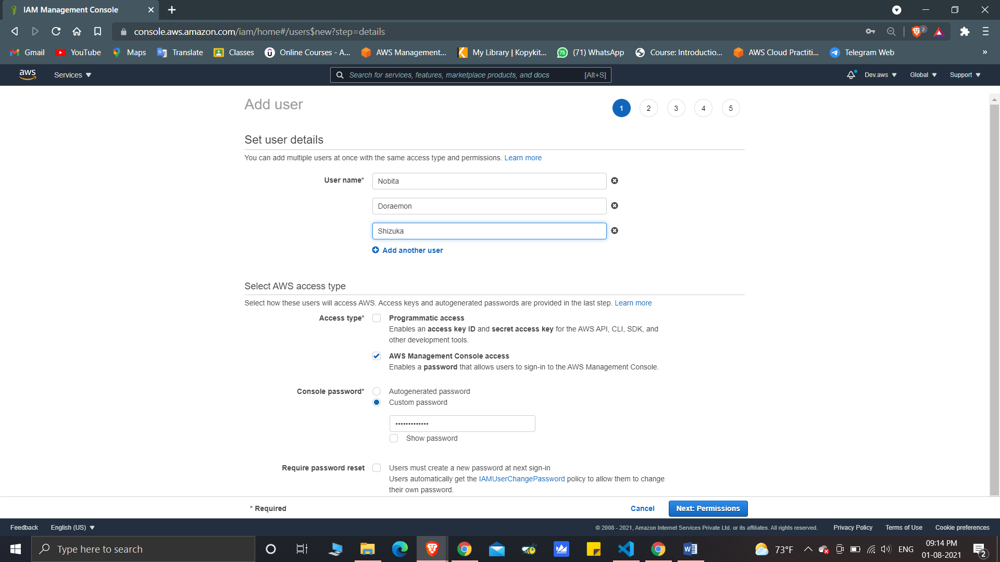 IAM Management Console
console.aws.amazon.com/iam/home#/users$new?step=details
2
Gmail YouTube Maps Translate Classes Online Courses - A... AWS Management... My Library | Kopykit... 75 (71) WhatsApp Course: Introductio... AWS Cloud Practiti... Telegram Web »
aws Services Search for services, features, marketplace products, and docs [Alt+S] Dev.aws Global Support
Add user 1 2 3 4 5
Set user details
You can add multiple users at once with the same access type and permissions. Learn more
User name* Nobita
Doraemon
Shizuka
Add another user
Select AWS access type
Select how these users will access AWS. Access keys and autogenerated passwords are provided in the last step. Learn more
Access type* Programmatic access
Enables an access key ID and secret access key for the AWS API, CLI, SDK, and
other development tools.
AWS Management Console access
Enables a password that allows users to sign-in to the AWS Management Console.
Console password* Autogenerated password
Custom password
•••••••••••••
Show password
Require password reset Users must create a new password at next sign-in
Users automatically get the IAMUserChangePassword policy to allow them to change
their own password.
* Required Cancel Next: Permissions
Feedback English (US) © 2008 - 2021, Amazon Internet Services Private Ltd. or its affiliates. All rights reserved. Privacy Policy Terms of Use Cookie preferences
Type here to search 73°F ENG 09:14 PM
01-08-2021
2